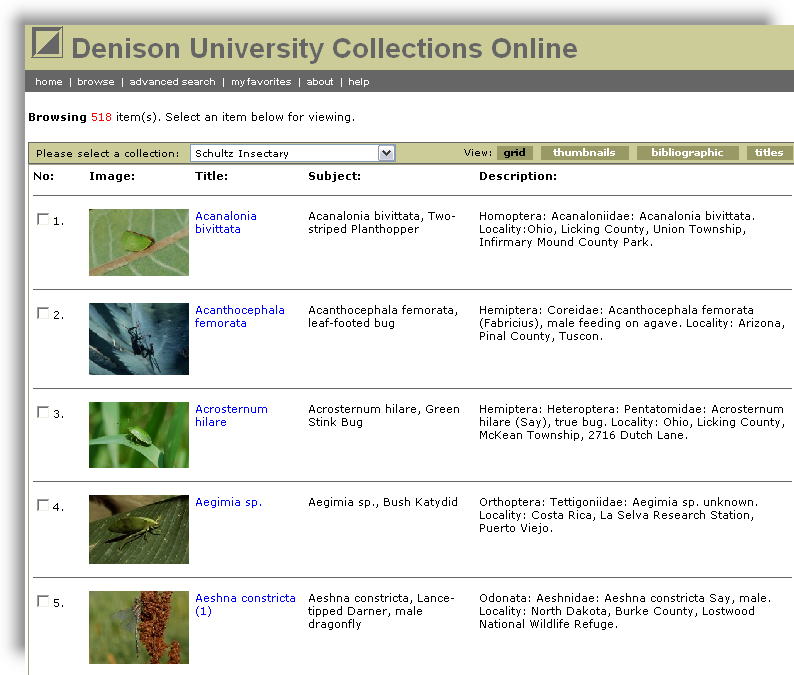 Denison University Collections Online
home | browse | advanced search | my favorites | about | help
Browsing 518 item(s). Select an item below for viewing.
Please select a collection: Schultz Insectary View: grid thumbnails bibliographic titles
No: Image: Title: Subject: Description:
1.
Acanalonia
bivittata
Acanalonia bivittata, Two-
striped Planthopper
Homoptera: Acanaloniidae: Acanalonia bivittata.
Locality:Ohio, Licking County, Union Township,
Infirmary Mound County Park.
2.
Acanthocephala
femorata
Acanthocephala femorata,
leaf-footed bug
Hemiptera: Coreidae: Acanthocephala femorata
(Fabricius), male feeding on agave. Locality: Arizona,
Pinal County, Tuscon.
3.
Acrosternum
hilare
Acrosternum hilare, Green
Stink Bug
Hemiptera: Heteroptera: Pentatomidae: Acrosternum
hilare (Say), true bug. Locality: Ohio, Licking County,
McKean Township, 2716 Dutch Lane.
4.
Aegimia sp.
Aegimia sp., Bush Katydid
Orthoptera: Tettigoniidae: Aegimia sp. unknown.
Locality: Costa Rica, La Selva Research Station,
Puerto Viejo.
5.
Aeshna constricta
(1)
Aeshna constricta, Lance-
tipped Darner, male
dragonfly
Odonata: Aeshnidae: Aeshna constricta Say, male.
Locality: North Dakota, Burke County, Lostwood
National Wildlife Refuge.